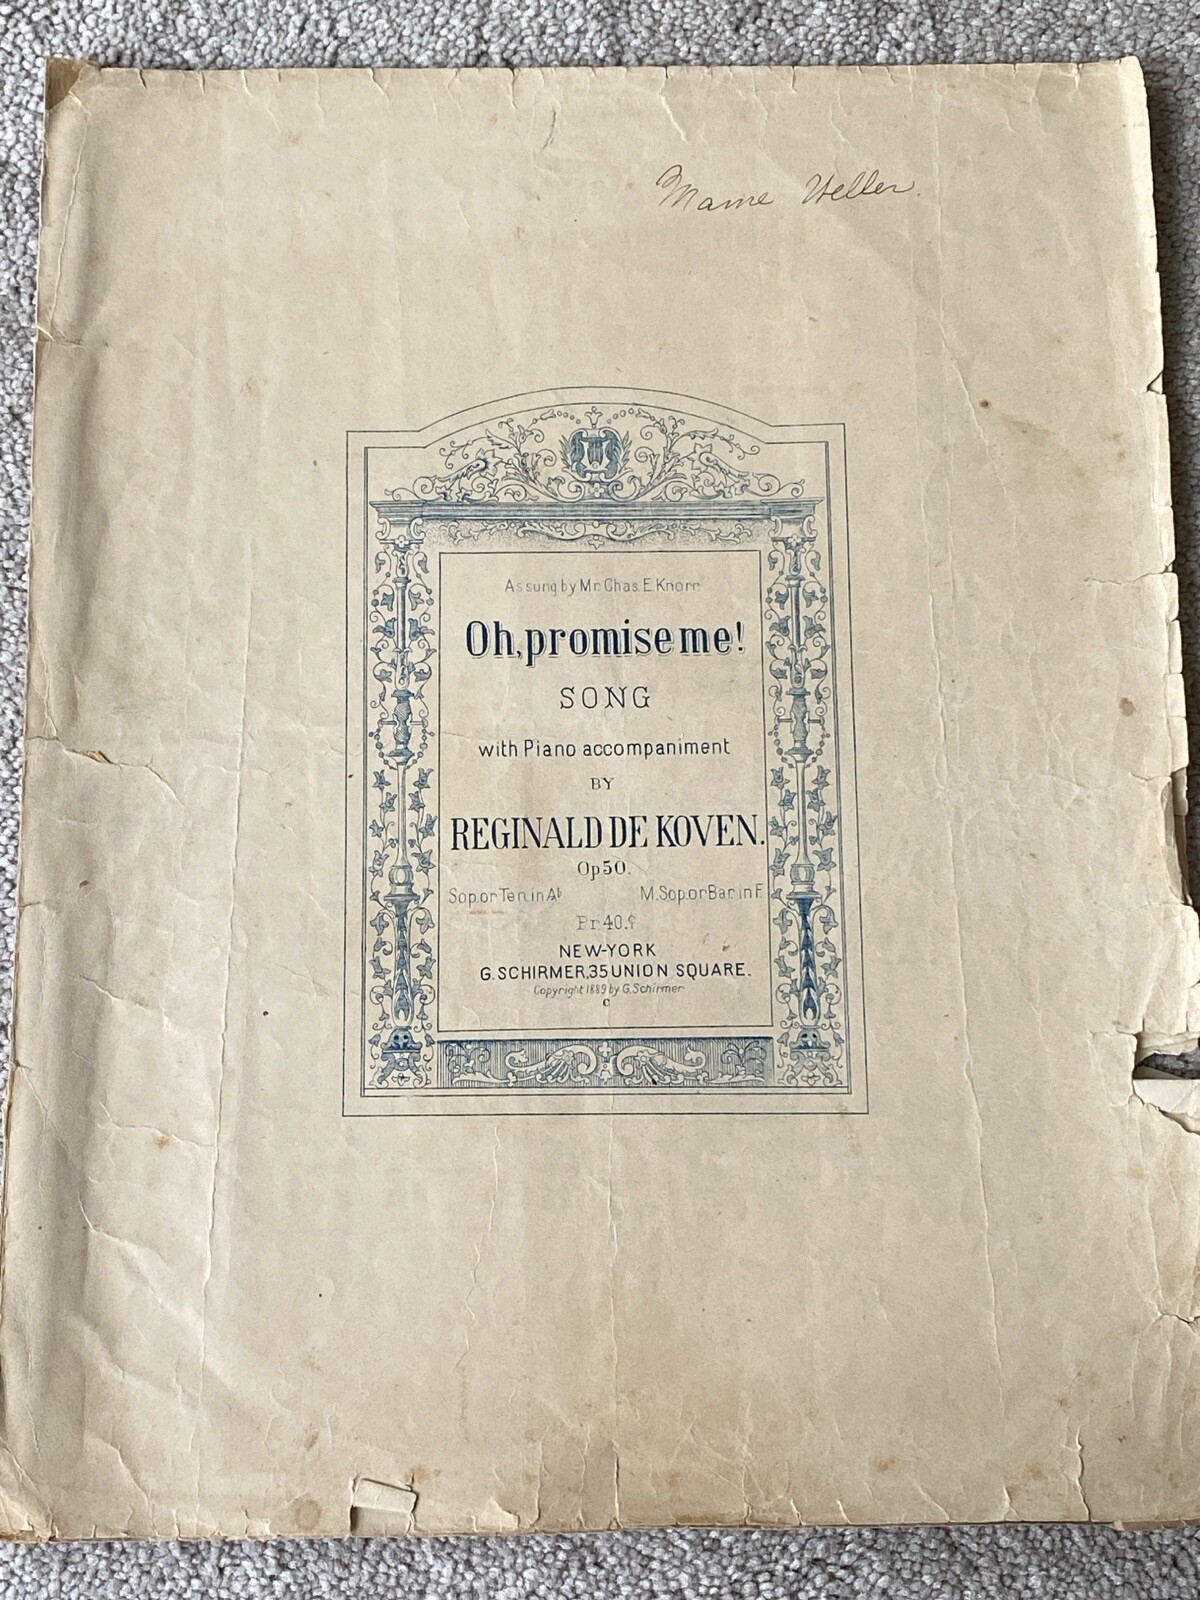 Mame Heller.
As sung by Mr. Chas. E. Knorr
Oh, promise me!
SONG
with Piano accompaniment
BY
REGINALD DE KOVEN.
Op 50.
Sop. or Ten. in A♭ M. Sop. or Bar. in F
Pr. 40. ¢
NEW-YORK
G. SCHIRMER, 35 UNION SQUARE.
Copyright 1889 by G. Schirmer
C